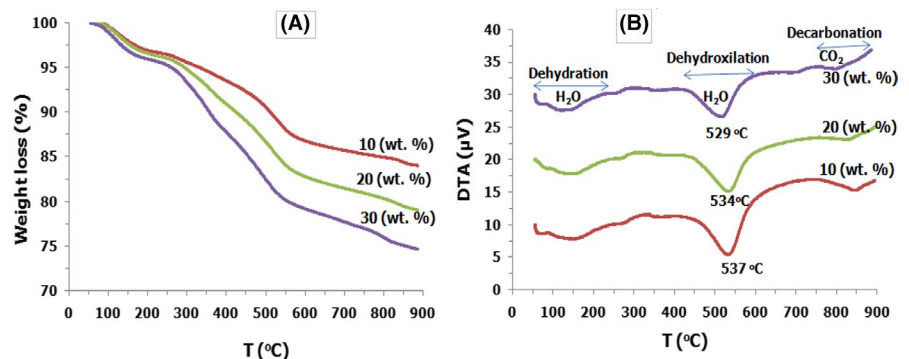 (A)
Weight loss (%)
100
95
90
85
80
75
70
10 (wt. %)
20 (wt. %)
30 (wt. %)
0 100 200 300 400 500 600 700 800 900
T (°C)
(B)
DTA (µV)
40
35
30
25
20
15
10
5
0
Dehydration
H₂O
Dehydroxilation
H₂O
Decarbonation
CO₂
30 (wt. %)
529 °C
20 (wt. %)
534°C
10 (wt. %)
537 °C
0 100 200 300 400 500 600 700 800 900
T (°C)